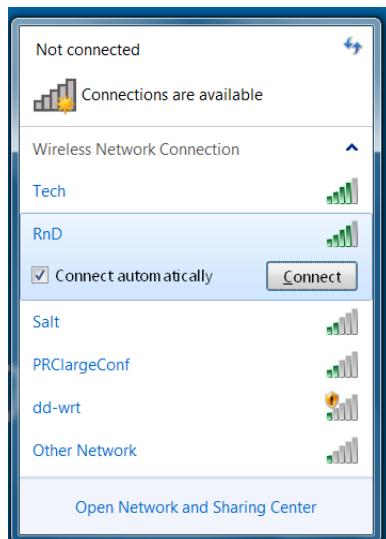 Not connected
Connections are available
Wireless Network Connection
Tech
RnD
Connect automatically Connect
Salt
PRClargeConf
dd-wrt
Other Network
Open Network and Sharing Center